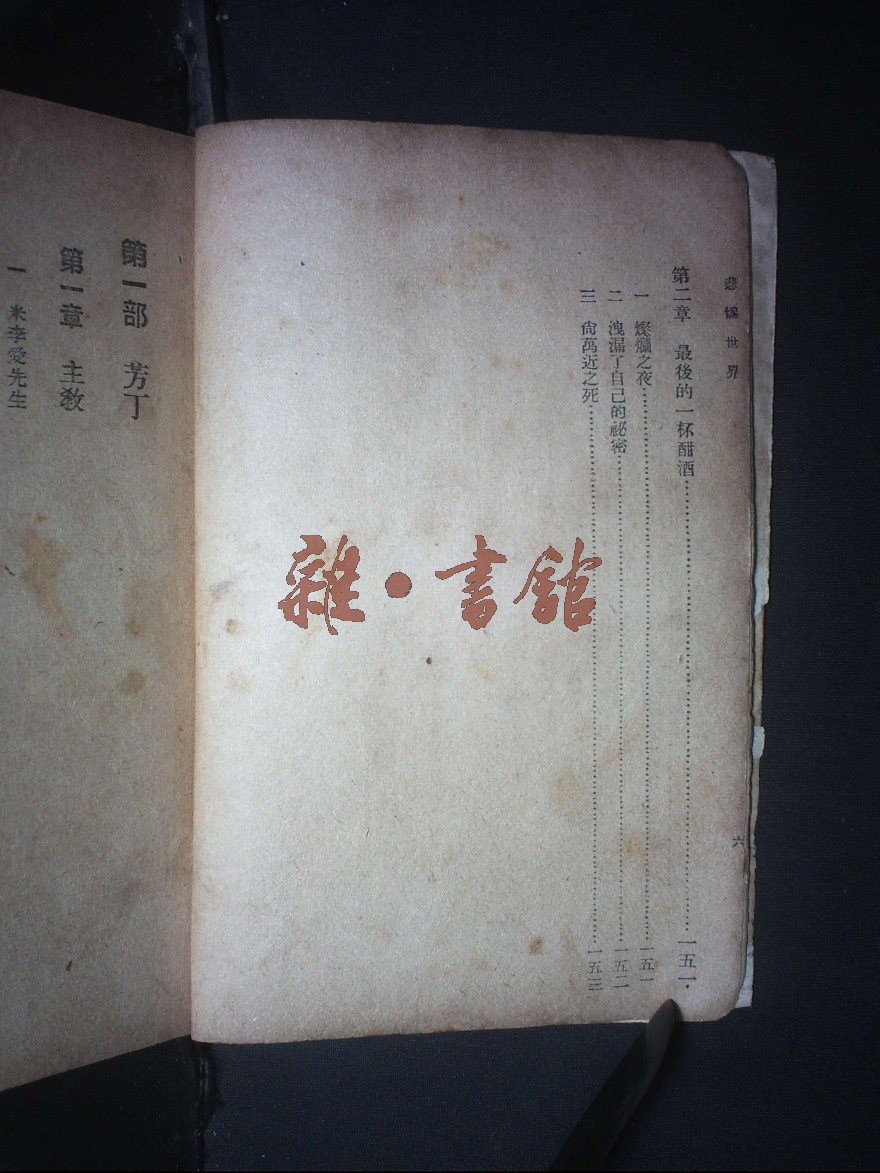 悲慘世界
六
第二章 最後的一杯酣酒………一五一
一 燦爛之夜………一五一
二 洩漏了自己的祕密………一五二
三 尙萬近之死………一五三
雜·書館
第一部 芳丁
第一章 主教
一 米李愛先生